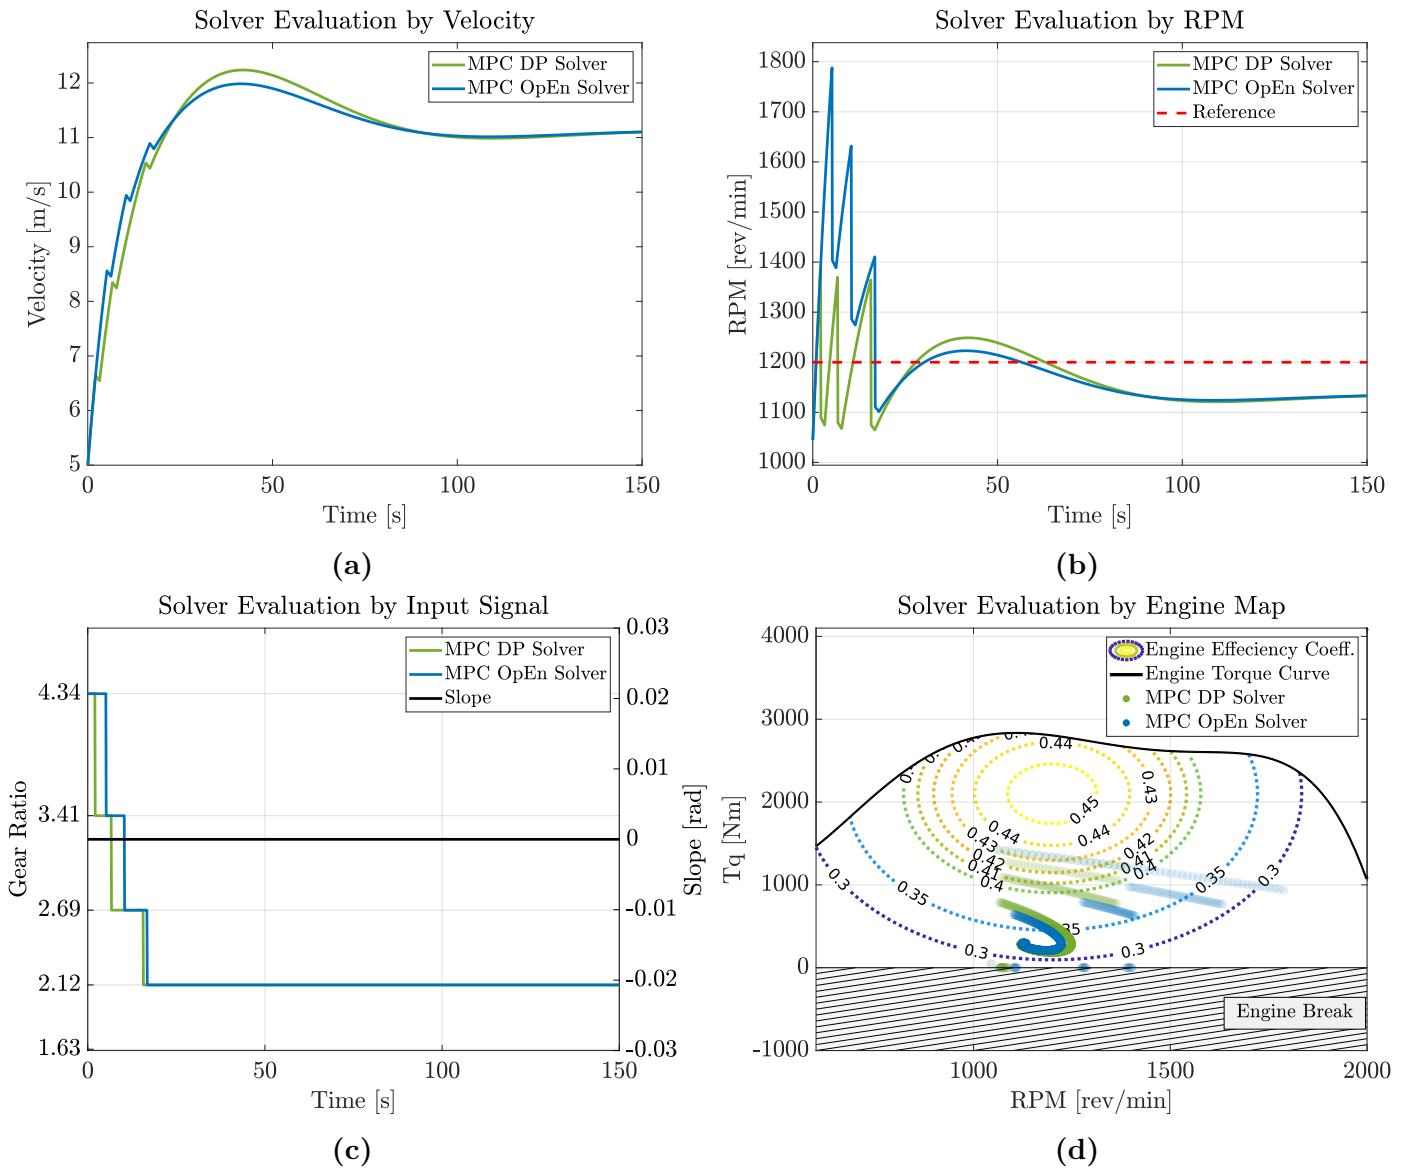 Solver Evaluation by Velocity
MPC DP Solver
MPC OpEn Solver
Velocity [m/s]
12
11
10
9
8
7
6
5
0
50
100
150
Time [s]
(a)
Solver Evaluation by RPM
MPC DP Solver
MPC OpEn Solver
Reference
RPM [rev/min]
1800
1700
1600
1500
1400
1300
1200
1100
1000
0
50
100
150
Time [s]
(b)
Solver Evaluation by Input Signal
MPC DP Solver
MPC OpEn Solver
Slope
Gear Ratio
4.34
3.41
2.69
2.12
1.63
0.03
0.02
0.01
0
-0.01
-0.02
-0.03
Slope [rad]
0
50
100
150
Time [s]
(c)
Solver Evaluation by Engine Map
Engine Effeciency Coeff.
Engine Torque Curve
MPC DP Solver
MPC OpEn Solver
Tq [Nm]
4000
3000
2000
1000
0
-1000
0.44
0.43
0.45
0.44
0.44
0.43
0.42
0.42
0.41
0.41
0.4
0.4
0.35
0.35
0.3
0.3
0.3
0.3
Engine Break
1000
1500
2000
RPM [rev/min]
(d)